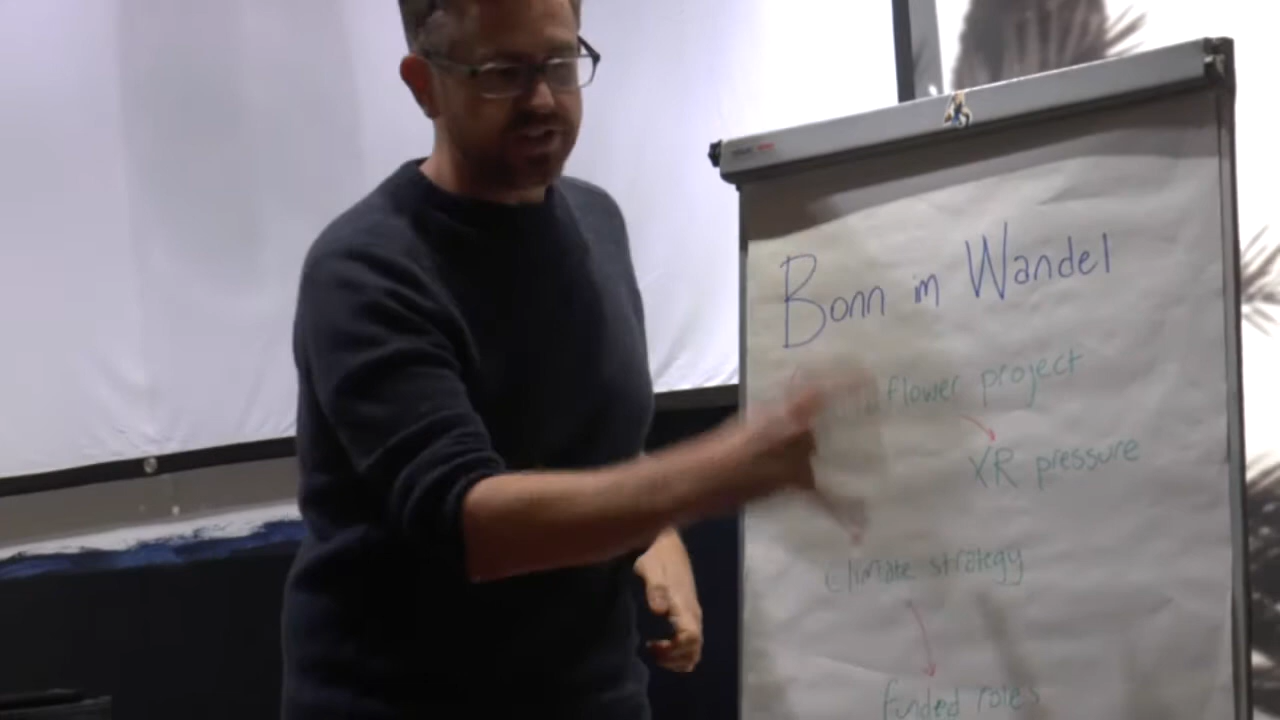 Bonn im Wandel
flower project
XR pressure
Climate strategy
funded roles